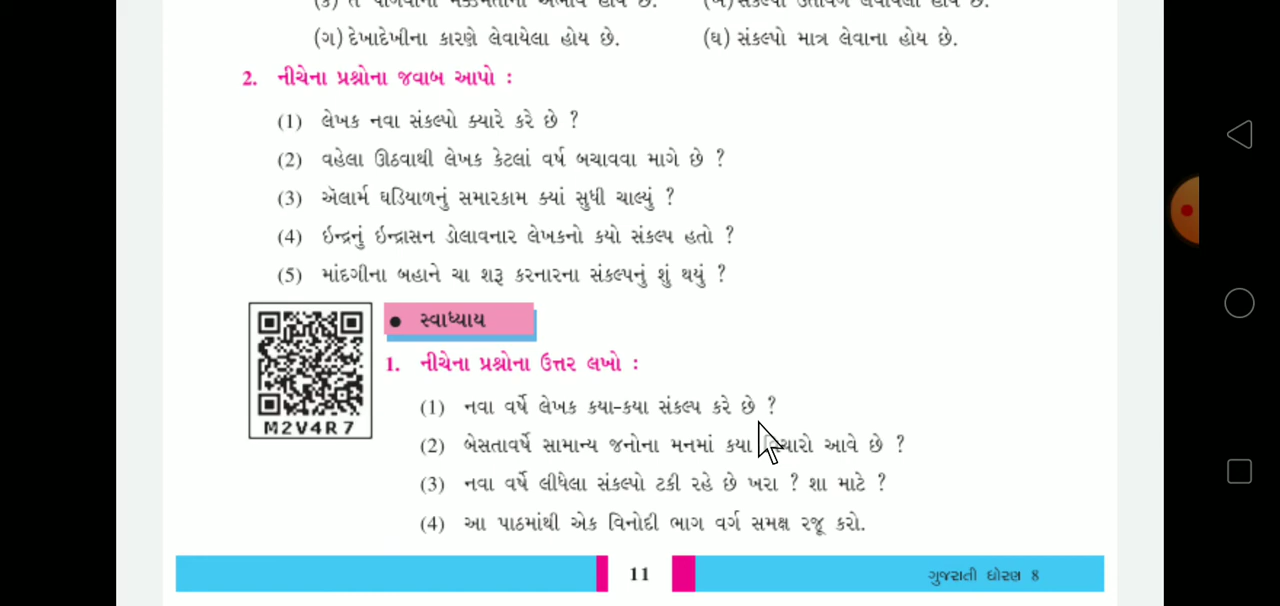 (ગ) દેખાદેખીના કારણે લેવાયેલા હોય છે. (ઘ) સંકલ્પો માત્ર લેવાના હોય છે.
2. નીચેના પ્રશ્નોના જવાબ આપો :
(1) લેખક નવા સંકલ્પો ક્યારે કરે છે ?
(2) વહેલા ઊઠવાથી લેખક કેટલાં વર્ષ બચાવવા માગે છે ?
(3) ઍલાર્મ ઘડિયાળનું સમારકામ ક્યાં સુધી ચાલ્યું ?
(4) ઇન્દ્રનું ઇન્દ્રાસન ડોલાવનાર લેખકનો કયો સંકલ્પ હતો ?
(5) માંદગીના બહાને ચા શરૂ કરનારના સંકલ્પનું શું થયું ?
M2V4R7
• સ્વાધ્યાય
1. નીચેના પ્રશ્નોના ઉત્તર લખો :
(1) નવા વર્ષે લેખક કયા-કયા સંકલ્પ કરે છે ?
(2) બેસતાવર્ષે સામાન્ય જનોના મનમાં કયા વિચારો આવે છે ?
(3) નવા વર્ષે લીધેલા સંકલ્પો ટકી રહે છે ખરા ? શા માટે ?
(4) આ પાઠમાંથી એક વિનોદી ભાગ વર્ગ સમક્ષ રજૂ કરો.
11 ગુજરાતી ધોરણ 8